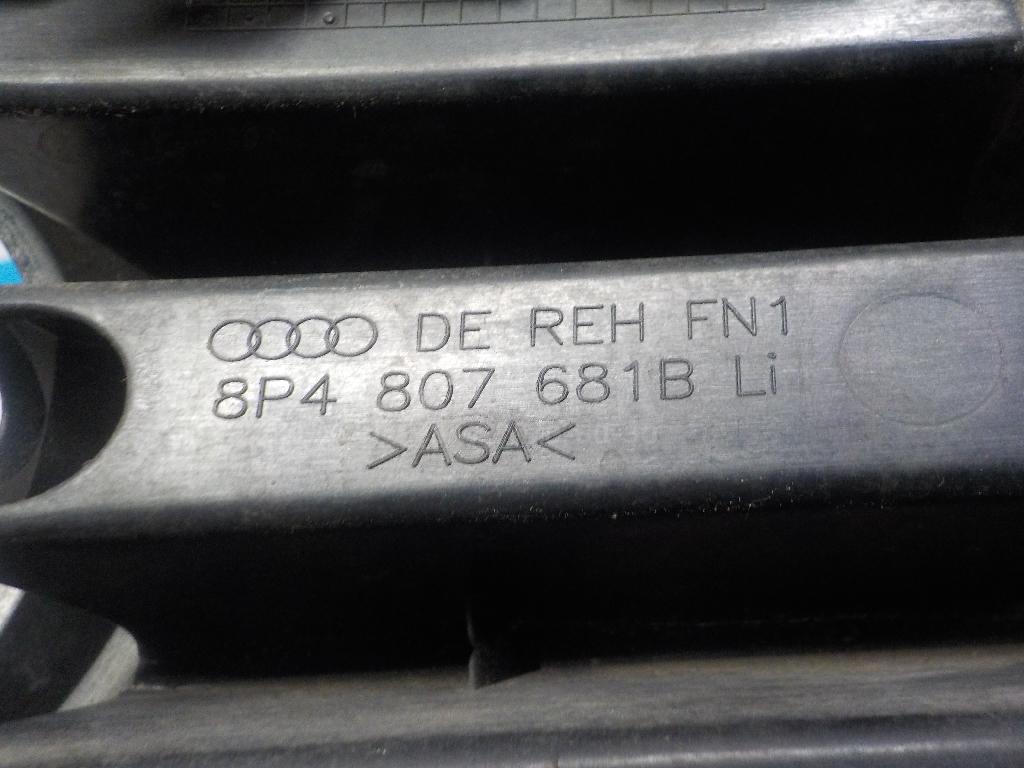 DE REH FN1
8P4 807 681B Li
>ASA<